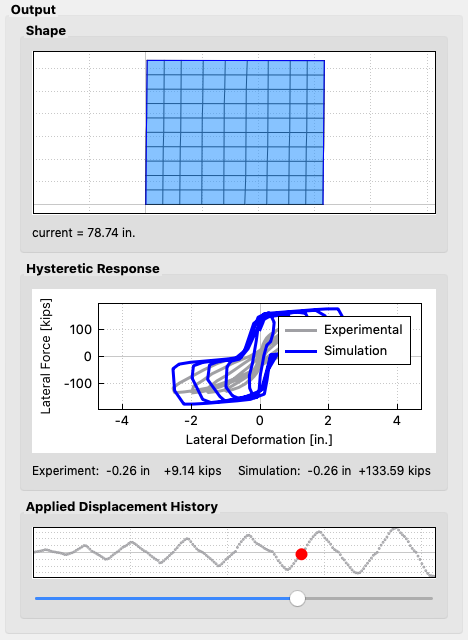 Output
Shape
current = 78.74 in.
Hysteretic Response
Lateral Force [kips]
100
0
-100
Experimental
Simulation
-4 -2 0 2 4
Lateral Deformation [in.]
Experiment: -0.26 in +9.14 kips Simulation: -0.26 in +133.59 kips
Applied Displacement History